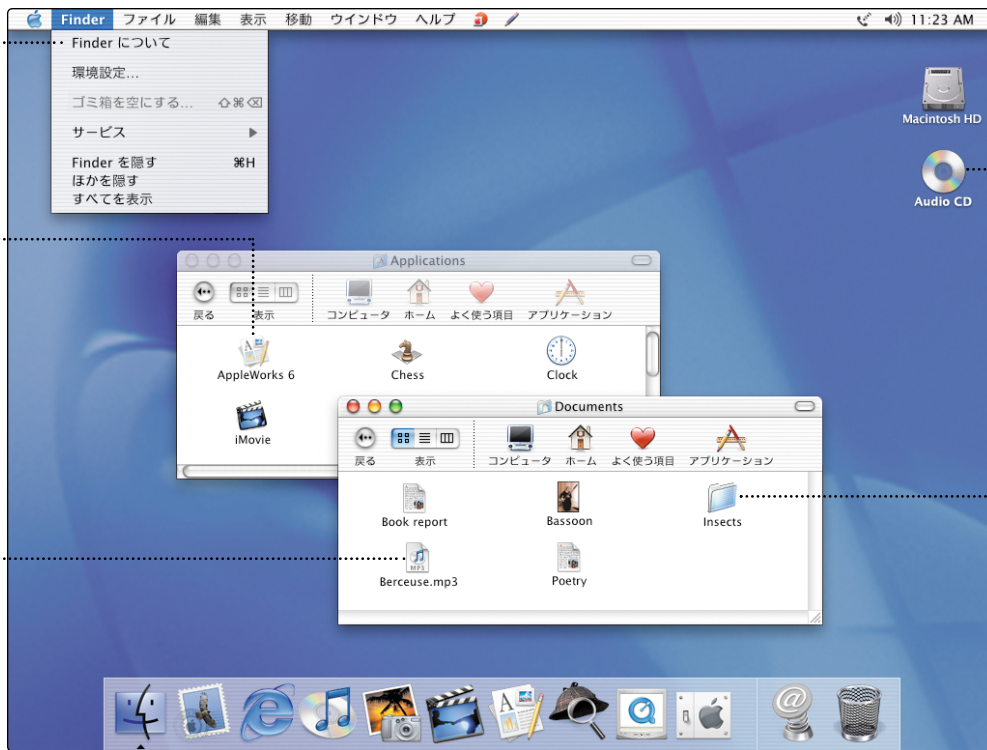 Finder ファイル 編集 表示 移動 ウインドウ ヘルプ 11:23 AM
Finder について
環境設定...
ゴミ箱を空にする... ⇧⌘⌫
サービス ▶
Finder を隠す ⌘H
ほかを隠す
すべてを表示
Macintosh HD
Audio CD
Applications
戻る 表示 コンピュータ ホーム よく使う項目 アプリケーション
AppleWorks 6 Chess Clock
iMovie
Documents
戻る 表示 コンピュータ ホーム よく使う項目 アプリケーション
Book report Bassoon Insects
MP3
Berceuse.mp3 Poetry